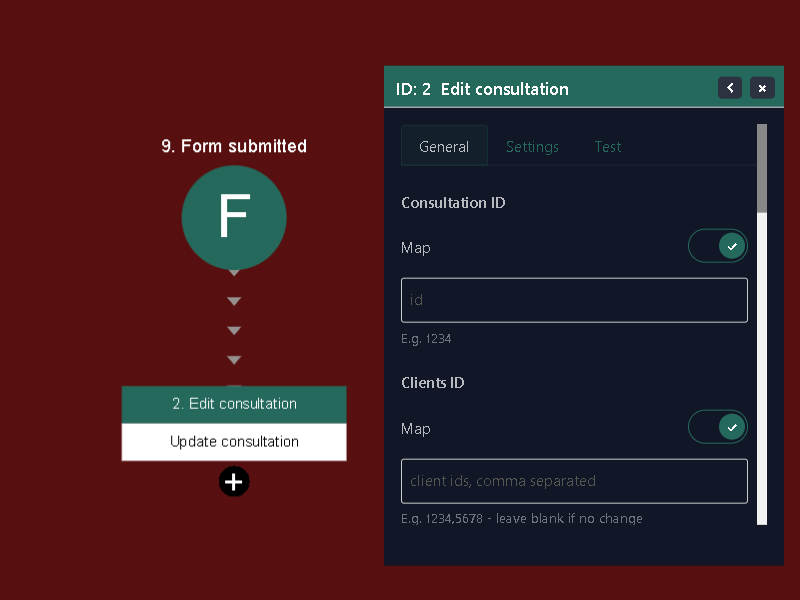 9. Form submitted
F
2. Edit consultation
Update consultation
ID: 2 Edit consultation
General
Settings
Test
Consultation ID
Map
id
E.g. 1234
Clients ID
Map
client ids, comma separated
E.g. 1234,5678 - leave blank if no change